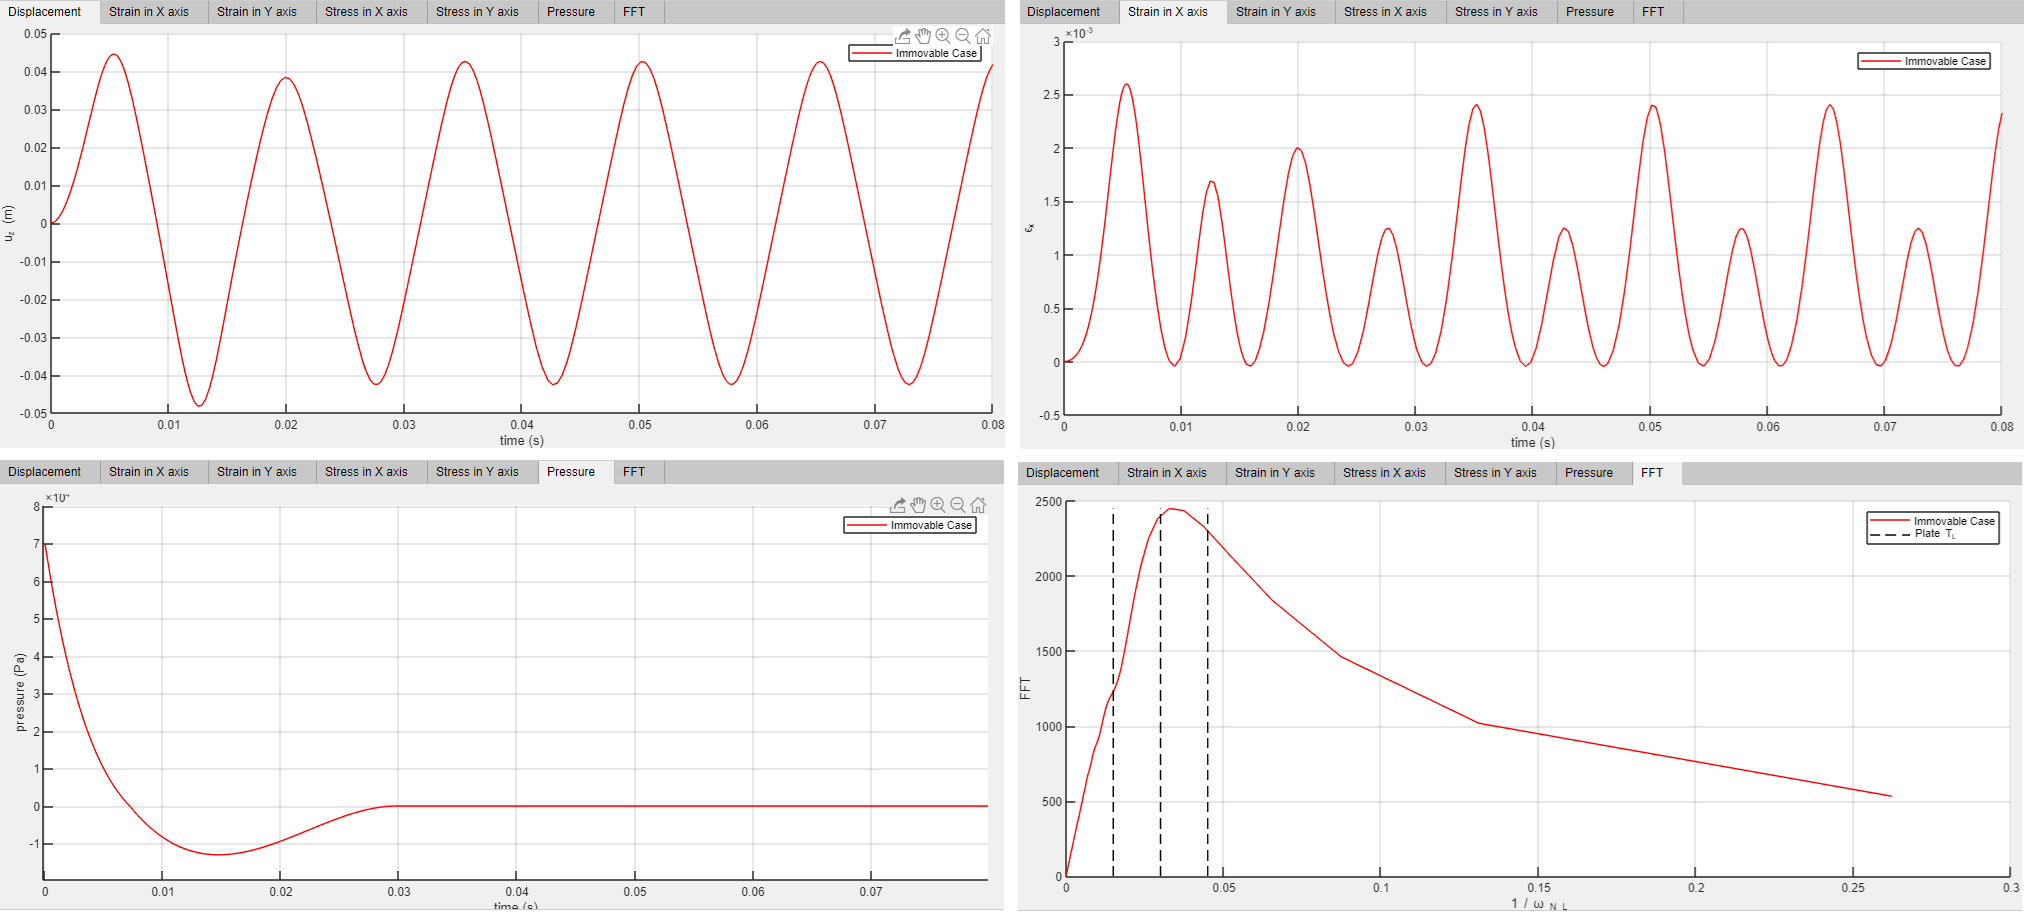 Displacement Strain in X axis Strain in Y axis Stress in X axis Stress in Y axis Pressure FFT
0.05
0.04
0.03
0.02
0.01
0
-0.01
-0.02
-0.03
-0.04
-0.05
u_z (m)
Immovable Case
0 0.01 0.02 0.03 0.04 0.05 0.06 0.07 0.08
time (s)
Displacement Strain in X axis Strain in Y axis Stress in X axis Stress in Y axis Pressure FFT
×10⁻³
3
2.5
2
1.5
1
0.5
0
-0.5
ϵ_x
Immovable Case
0 0.01 0.02 0.03 0.04 0.05 0.06 0.07 0.08
time (s)
Displacement Strain in X axis Strain in Y axis Stress in X axis Stress in Y axis Pressure FFT
8
7
6
5
4
3
2
1
0
-1
pressure (Pa)
Immovable Case
0 0.01 0.02 0.03 0.04 0.05 0.06 0.07
time (s)
Displacement Strain in X axis Strain in Y axis Stress in X axis Stress in Y axis Pressure FFT
2500
2000
1500
1000
500
0
FFT
Immovable Case
Plate T_L
0 0.05 0.1 0.15 0.2 0.25 0.3
1 / ω_N_L